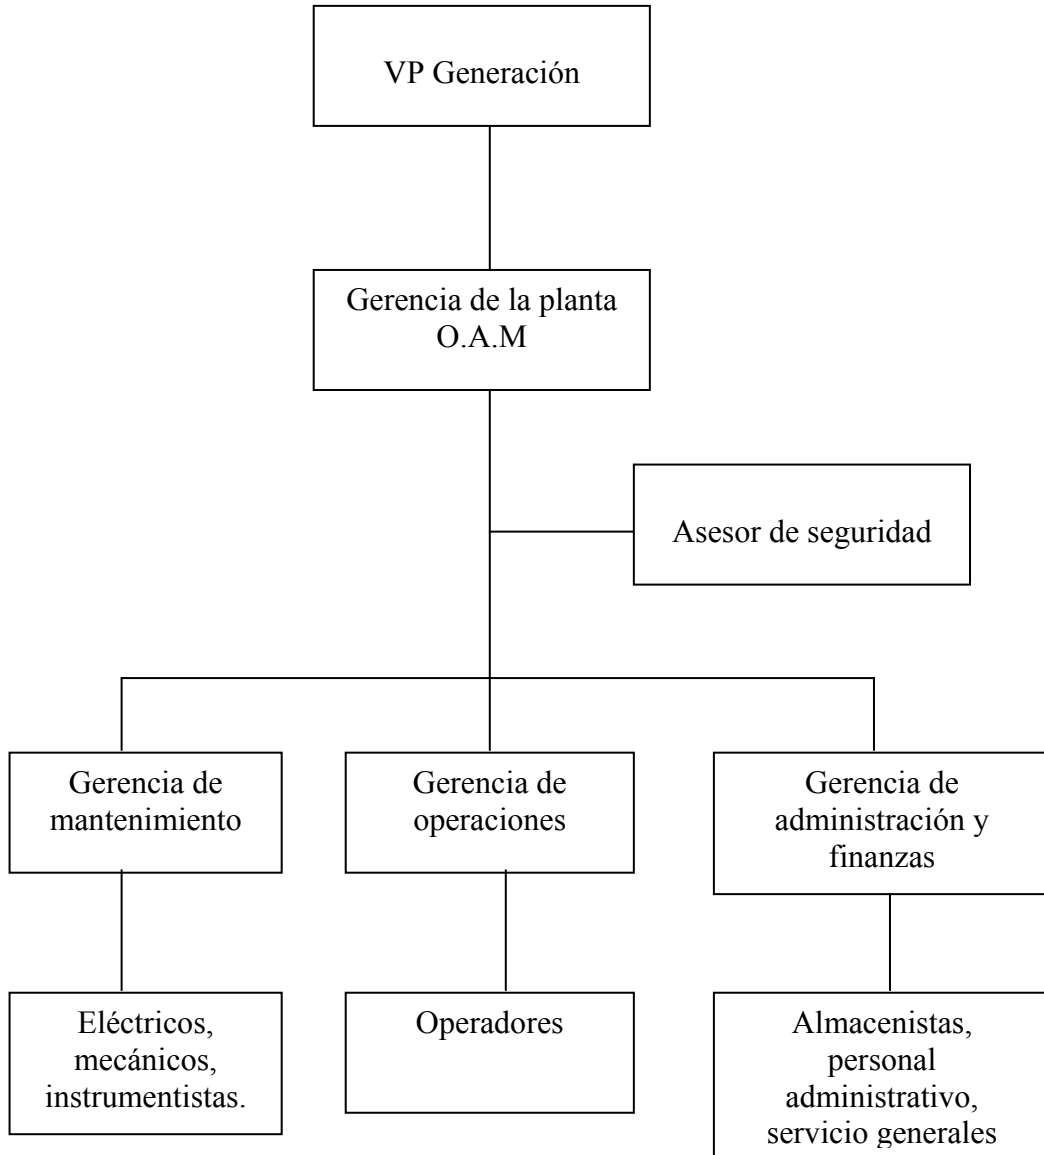 VP Generación
Gerencia de la planta
O.A.M
Asesor de seguridad
Gerencia de
mantenimiento
Gerencia de
operaciones
Gerencia de
administración y
finanzas
Eléctricos,
mecánicos,
instrumentistas.
Operadores
Almacenistas,
personal
administrativo,
servicio generales